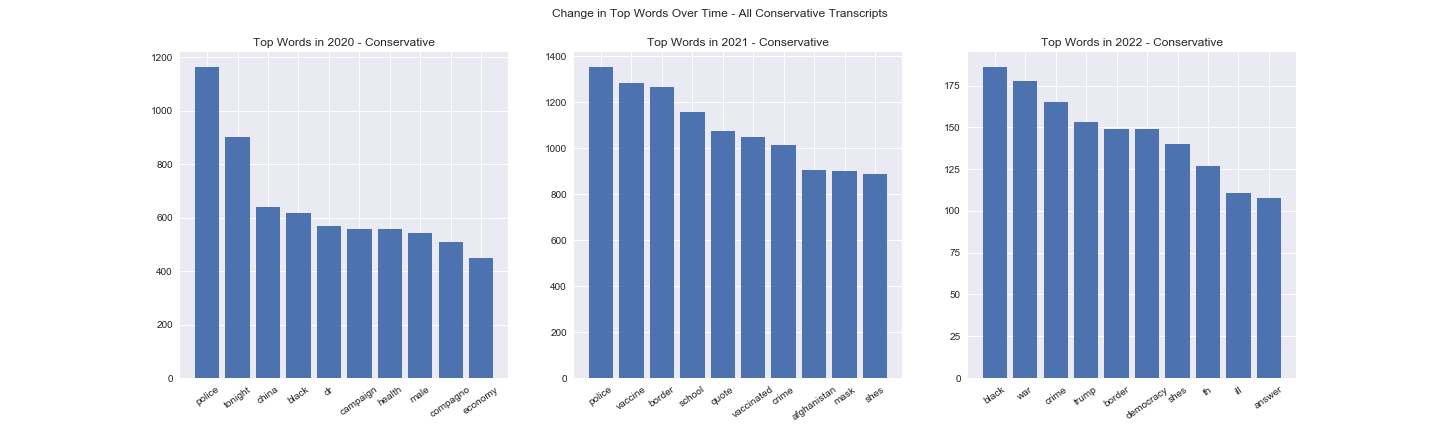 Change in Top Words Over Time - All Conservative Transcripts
Top Words in 2020 - Conservative
1200
1000
800
600
400
200
0
police
tonight
china
black
dr
campaign
health
male
compagno
economy
Top Words in 2021 - Conservative
1400
1200
1000
800
600
400
200
0
police
vaccine
border
school
quote
vaccinated
crime
afghanistan
mask
shes
Top Words in 2022 - Conservative
175
150
125
100
75
50
25
0
black
war
crime
trump
border
democracy
shes
th
ill
answer